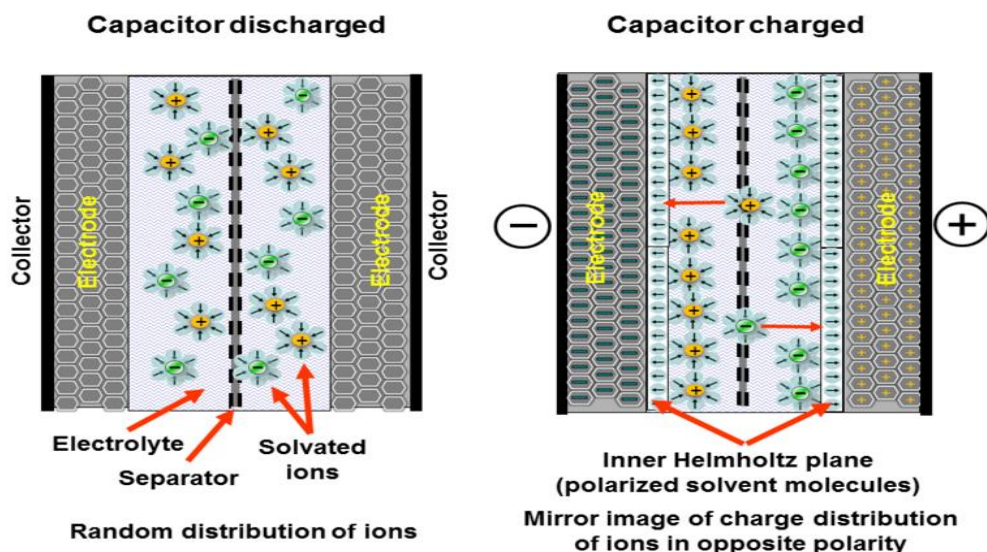 Capacitor discharged
Capacitor charged
Collector
Electrode
Electrode
Collector
Electrode
Electrode
Electrolyte
Separator
Solvated
ions
Inner Helmholtz plane
(polarized solvent molecules)
Random distribution of ions
Mirror image of charge distribution
of ions in opposite polarity